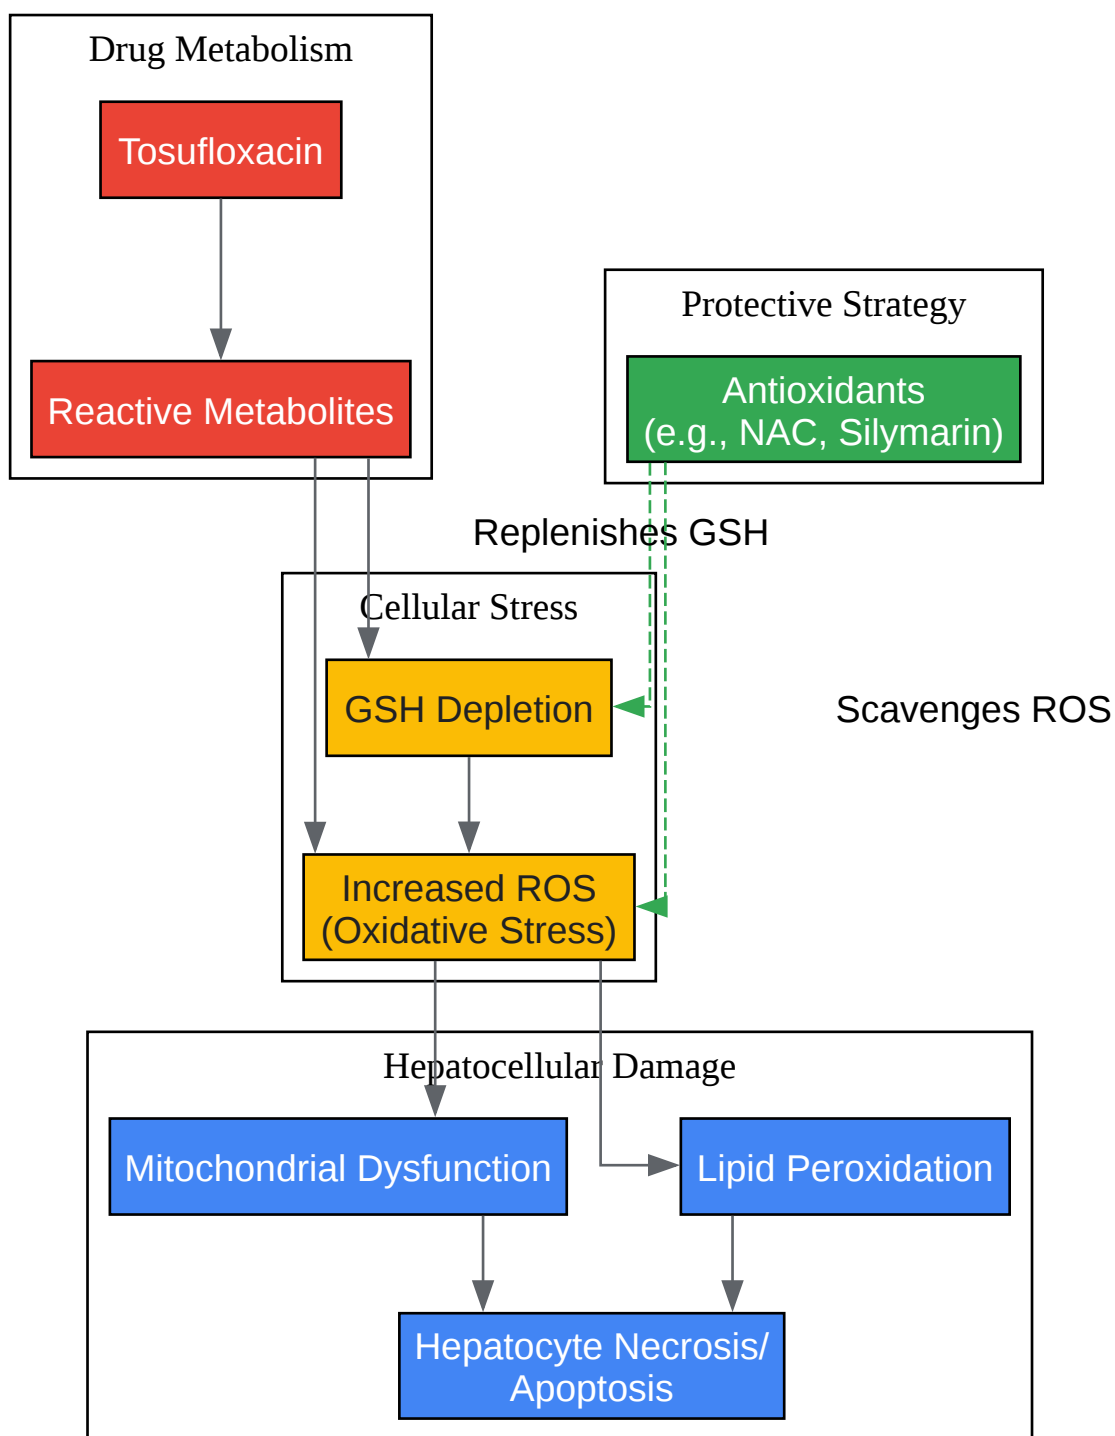 Drug Metabolism
Tosufloxacin
Reactive Metabolites
Protective Strategy
Antioxidants
(e.g., NAC, Silymarin)
Replenishes GSH
Cellular Stress
GSH Depletion
Scavenges ROS
Increased ROS
(Oxidative Stress)
Hepatocellular Damage
Mitochondrial Dysfunction
Lipid Peroxidation
Hepatocyte Necrosis/
Apoptosis